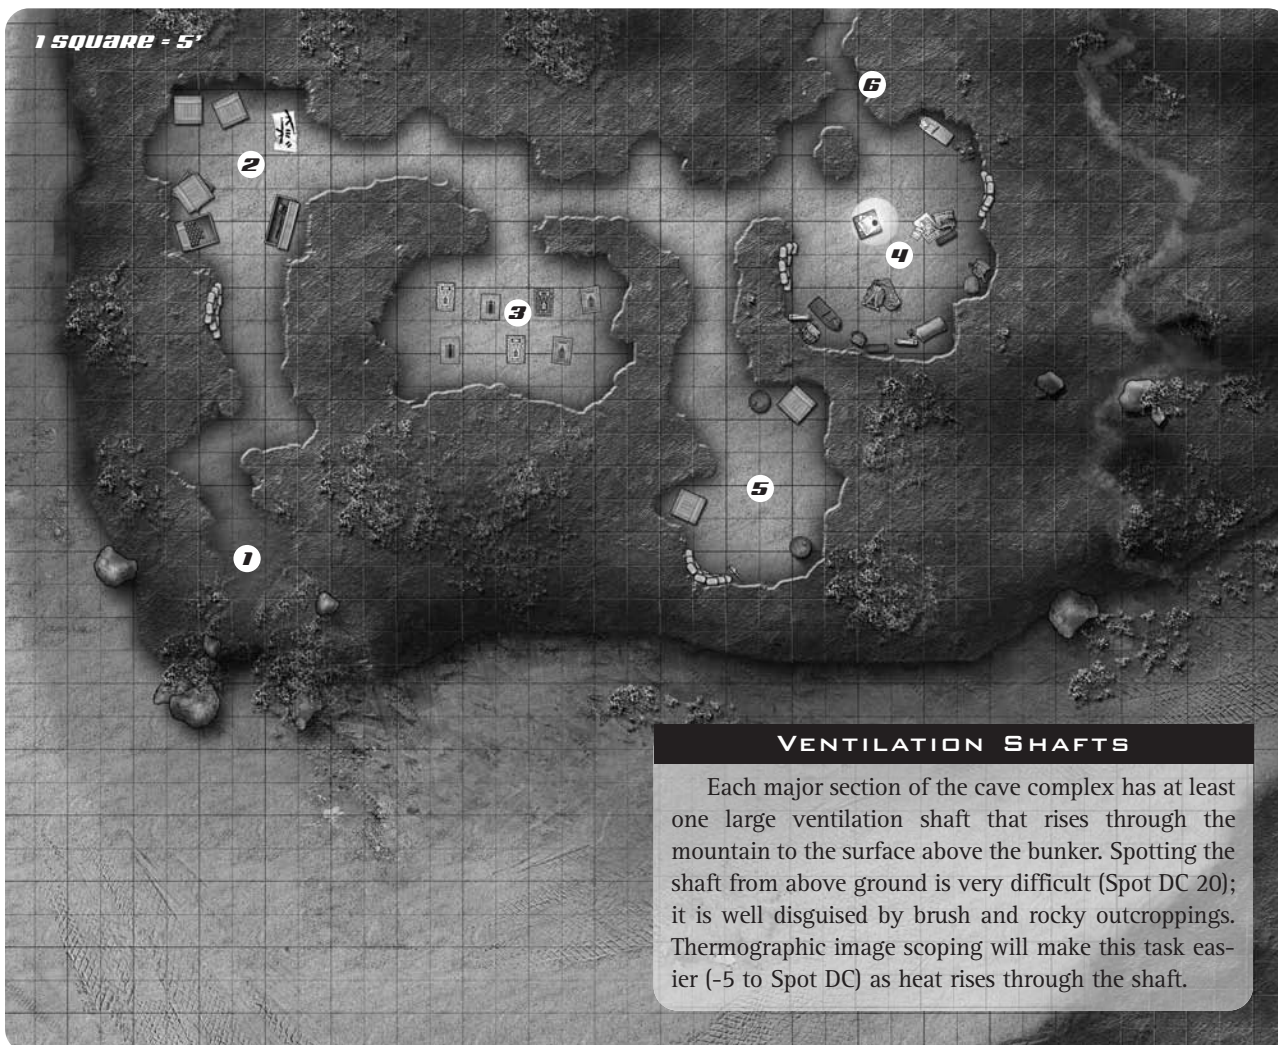 1 SQUARE = 5'
6
2
4
3
5
1
VENTILATION SHAFTS
Each major section of the cave complex has at least
one large ventilation shaft that rises through the
mountain to the surface above the bunker. Spotting the
shaft from above ground is very difficult (Spot DC 20);
it is well disguised by brush and rocky outcroppings.
Thermographic image scoping will make this task eas-
ier (-5 to Spot DC) as heat rises through the shaft.